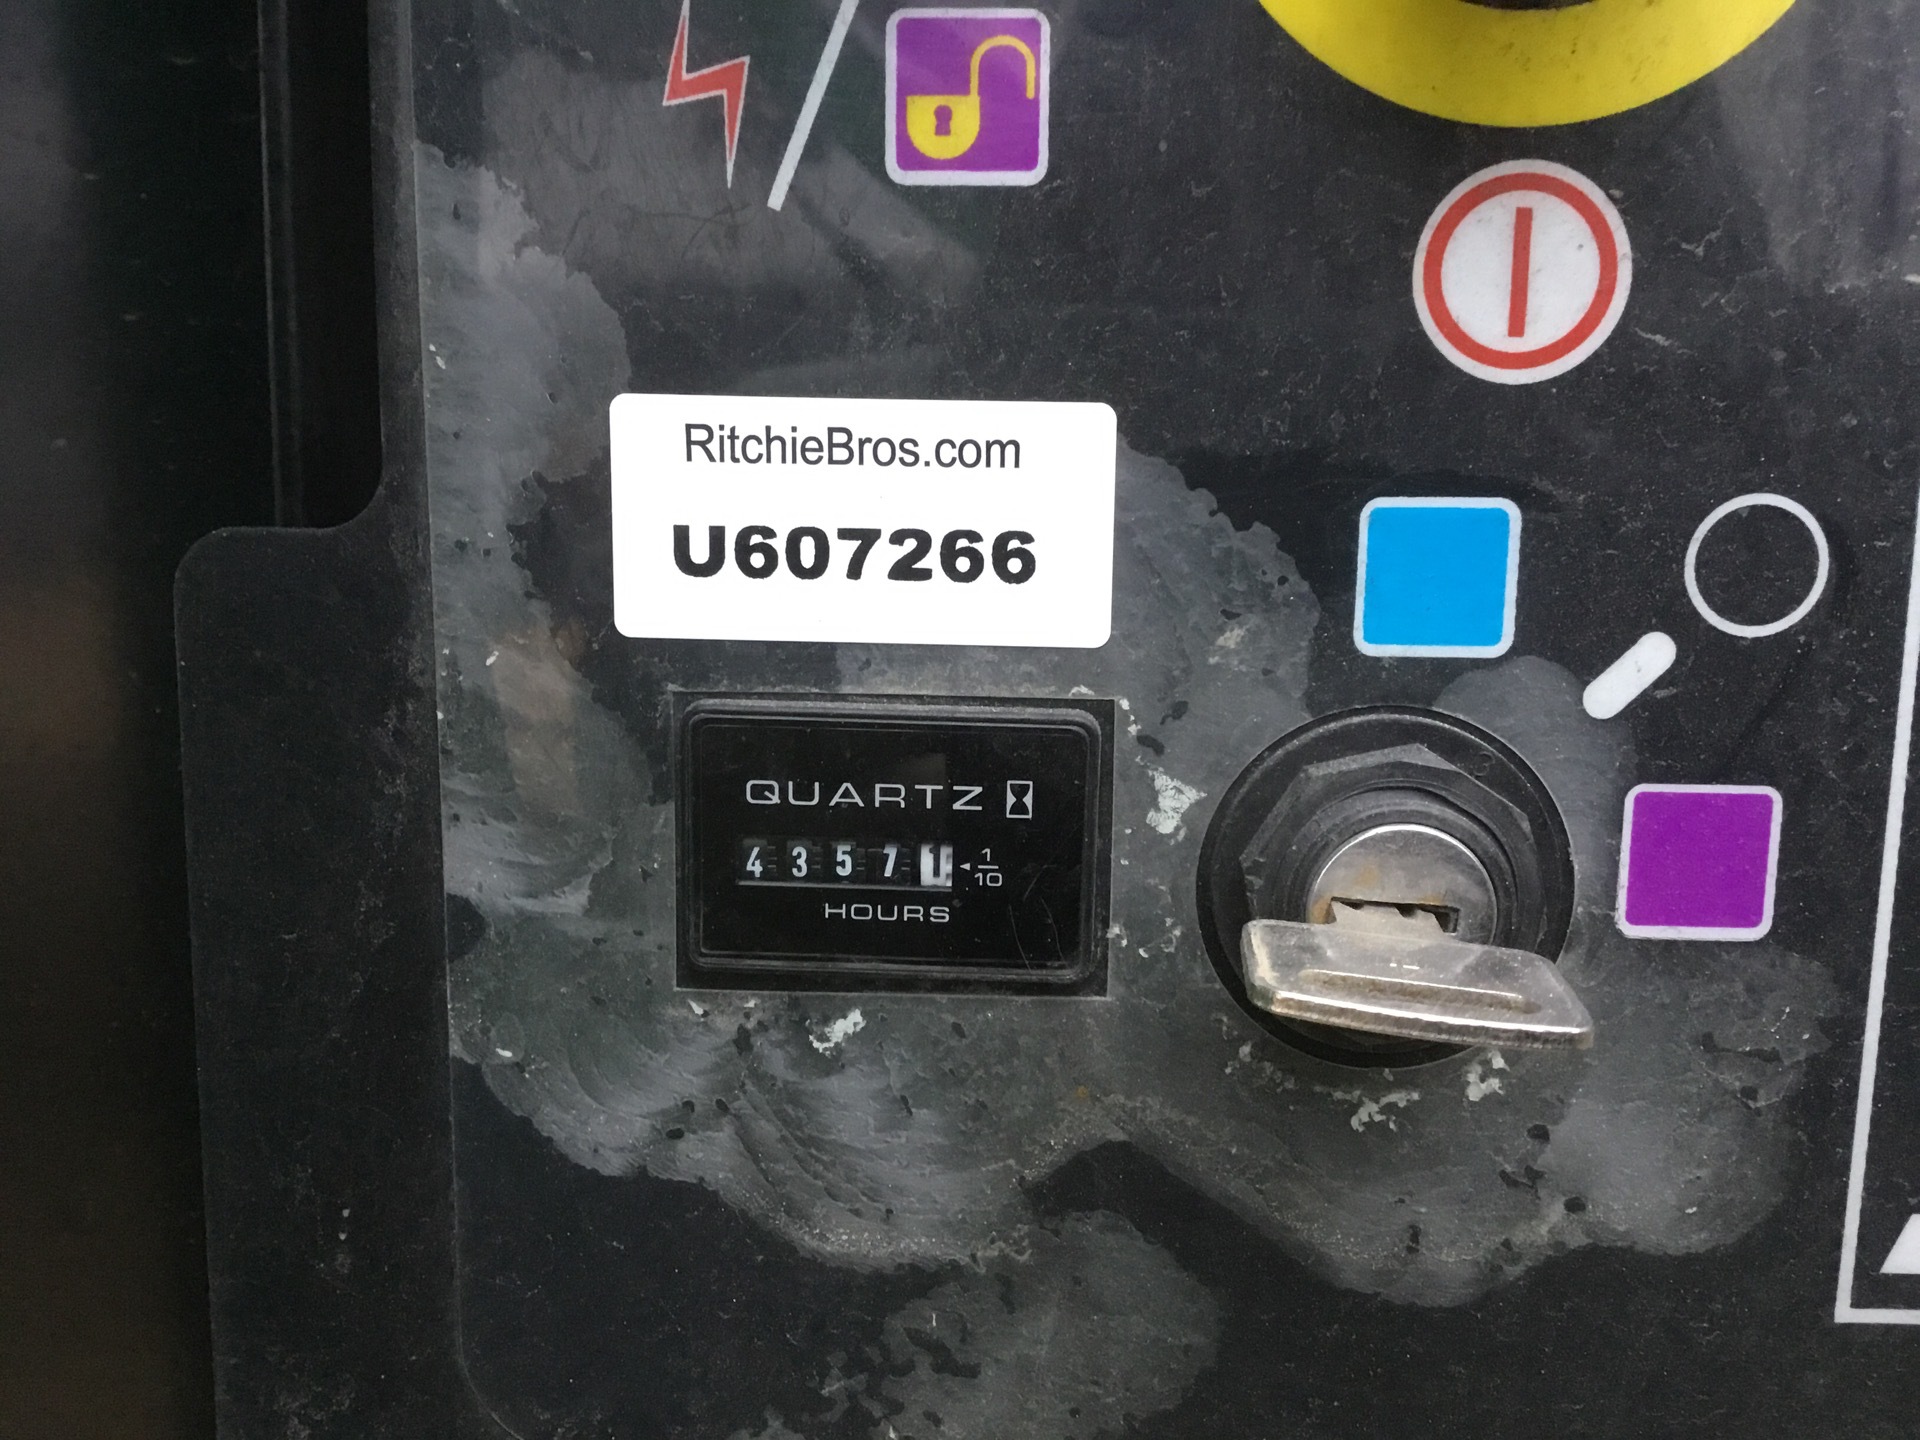 RitchieBros.com
U607266
QUARTZ
4 3 5 7 1 1/10
HOURS